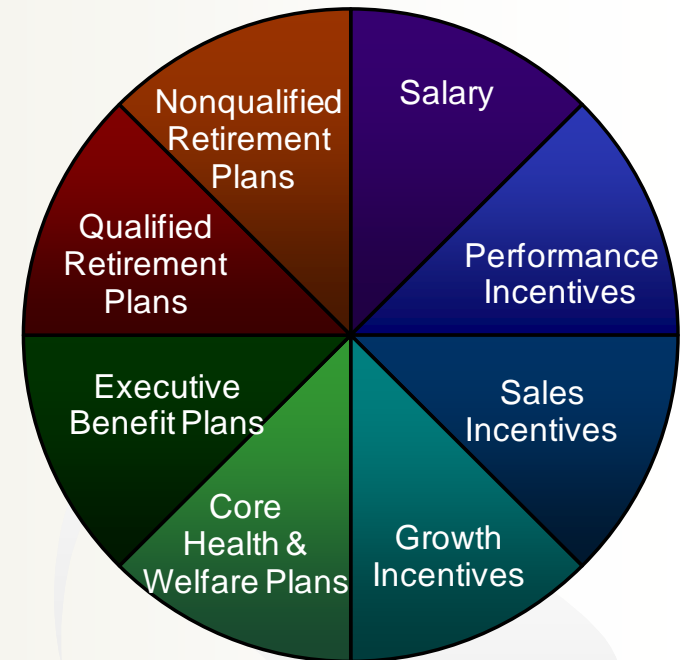 Salary
Performance
Incentives
Sales
Incentives
Growth
Incentives
Core
Health &
Welfare Plans
Executive
Benefit Plans
Qualified
Retirement
Plans
Nonqualified
Retirement
Plans